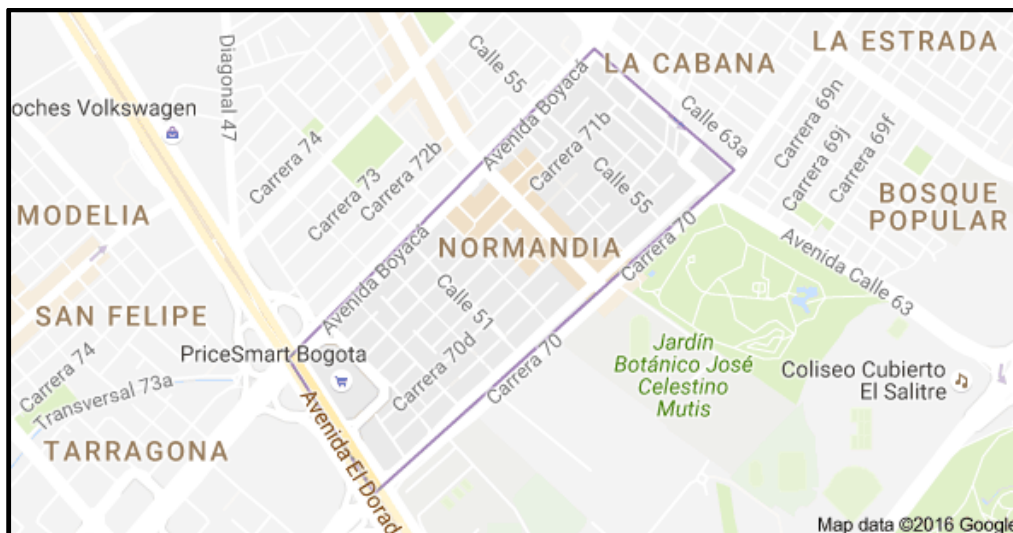 LA ESTRADA
LA CABANA
Calle 55
Diagonal 47
oches Volkswagen
Avenida Boyacá
Calle 63a
Carrera 69n
Carrera 69j
Carrera 69f
Carrera 74
Carrera 73
Carrera 72b
Carrera 71b
Calle 55
BOSQUE
POPULAR
MODELIA
NORMANDIA
Carrera 70
Avenida Calle 63
Avenida Boyacá
Calle 51
SAN FELIPE
PriceSmart Bogota
Carrera 70d
Carrera 70
Jardín
Botánico José
Celestino
Mutis
Coliseo Cubierto
El Salitre
Carrera 74
Transversal 73a
TARRAGONA
Avenida El Dorad
Map data ©2016 Google